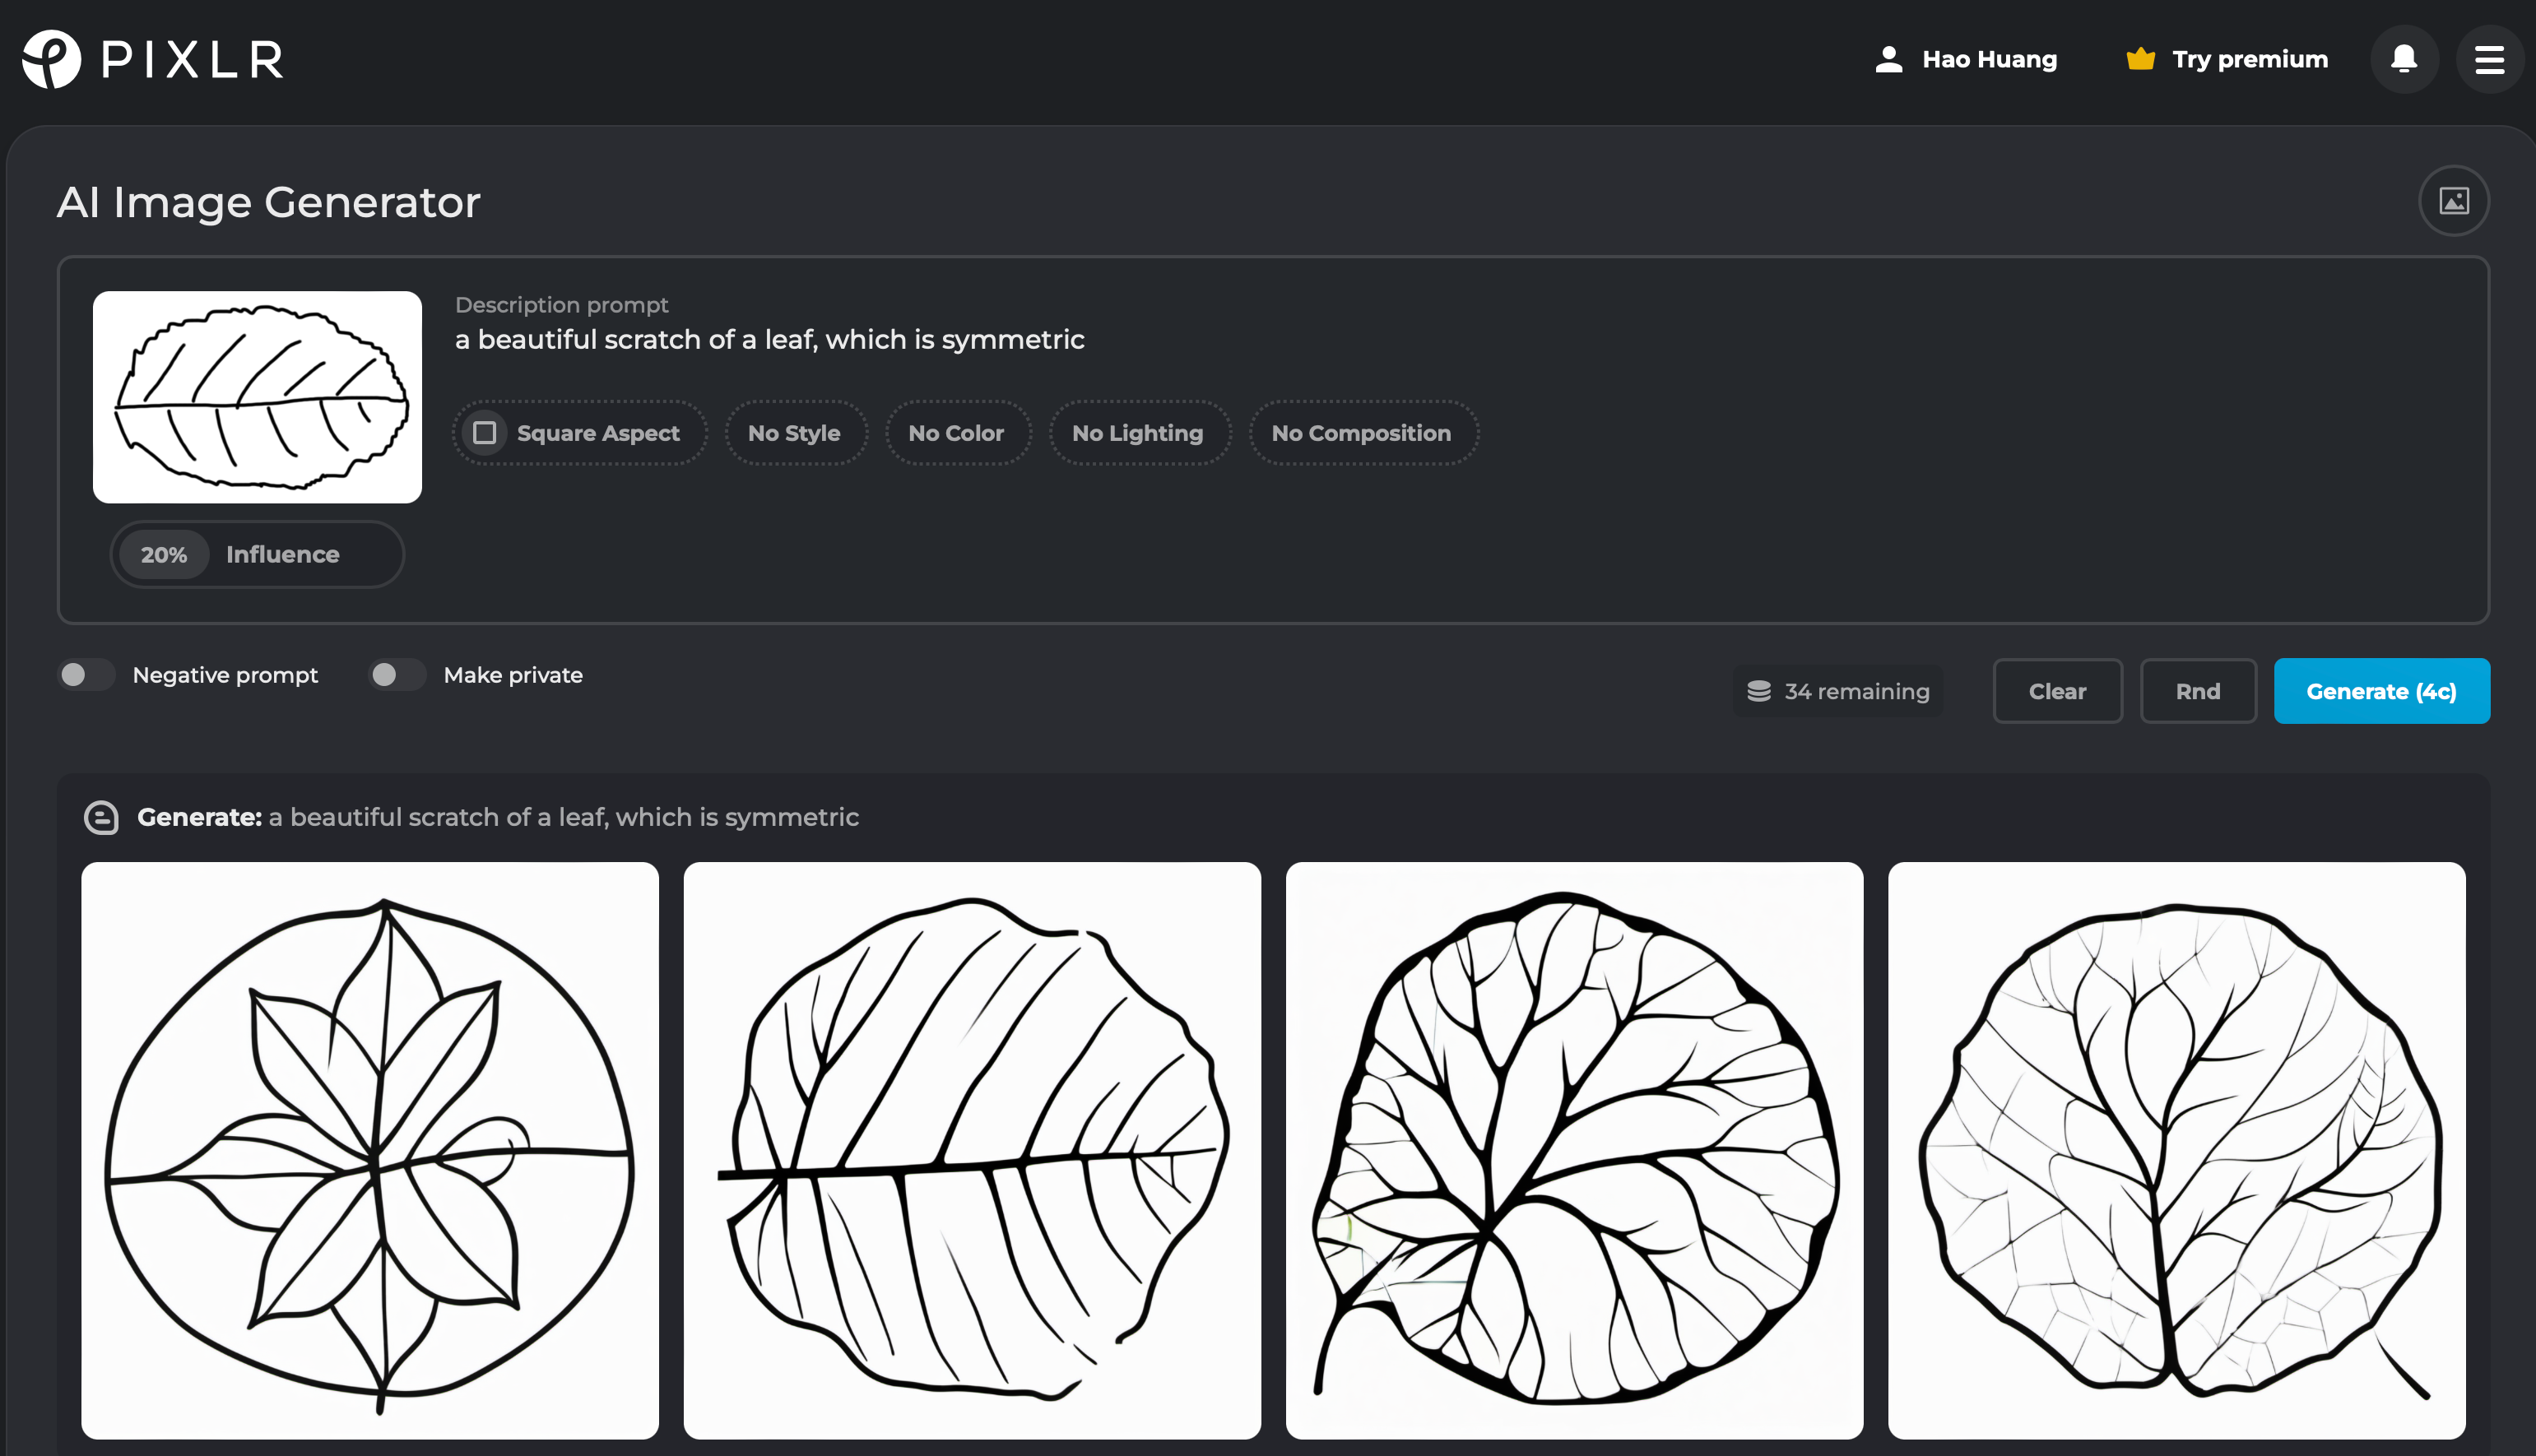 PIXLR
Hao Huang
Try premium
AI Image Generator
Description prompt
a beautiful scratch of a leaf, which is symmetric
Square Aspect
No Style
No Color
No Lighting
No Composition
20% Influence
Negative prompt
Make private
34 remaining
Clear
Rnd
Generate (4c)
Generate: a beautiful scratch of a leaf, which is symmetric